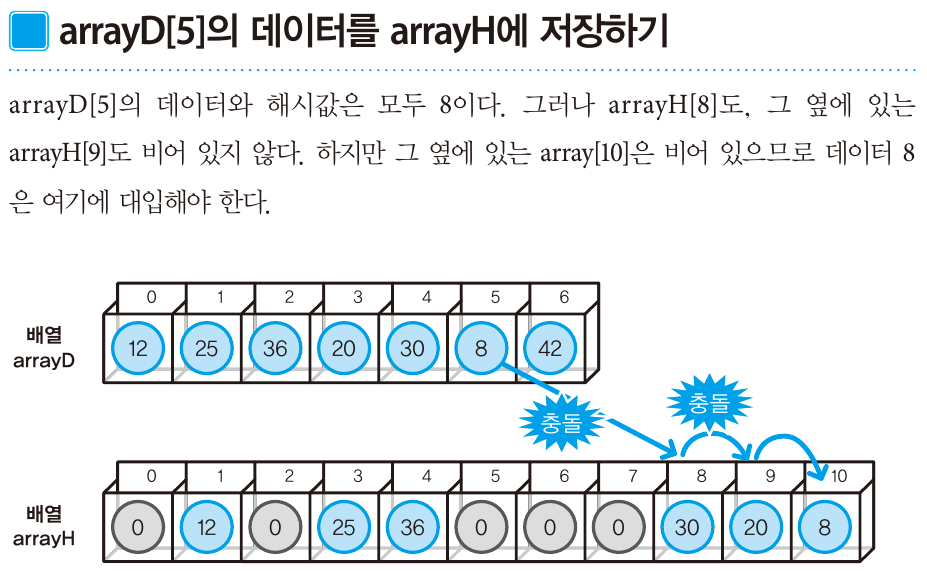 arrayD[5]의 데이터를 arrayH에 저장하기
arrayD[5]의 데이터와 해시값은 모두 8이다. 그러나 arrayH[8]도, 그 옆에 있는
arrayH[9]도 비어 있지 않다. 하지만 그 옆에 있는 array[10]은 비어 있으므로 데이터 8
은 여기에 대입해야 한다.
0 1 2 3 4 5 6
배열
arrayD
12 25 36 20 30 8 42
충돌
충돌
0 1 2 3 4 5 6 7 8 9 10
배열
arrayH
0 12 0 25 36 0 0 0 30 20 8